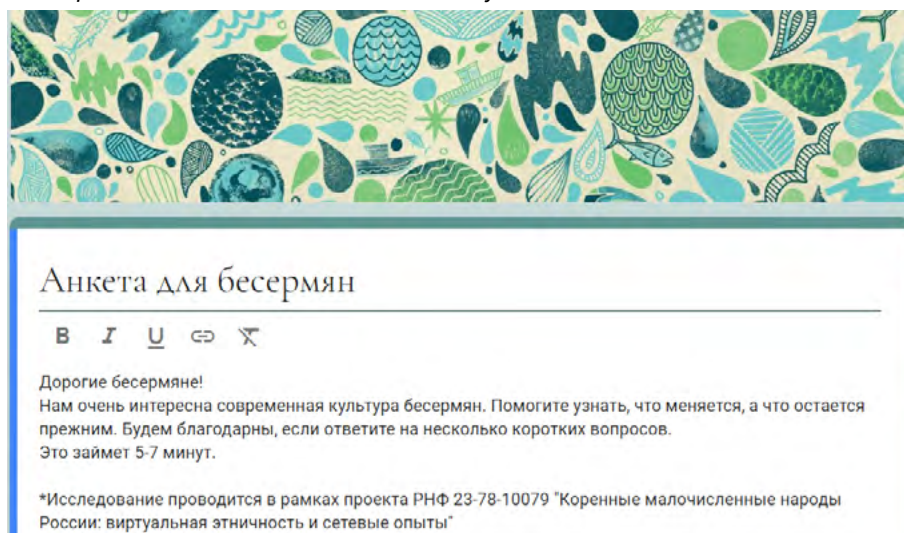 Анкета для бесермян
B I U
Дорогие бесермяне!
Нам очень интересна современная культура бесермян. Помогите узнать, что меняется, а что остается
прежним. Будем благодарны, если ответите на несколько коротких вопросов.
Это займет 5-7 минут.
*Исследование проводится в рамках проекта РНФ 23-78-10079 "Коренные малочисленные народы
России: виртуальная этничность и сетевые опыты"